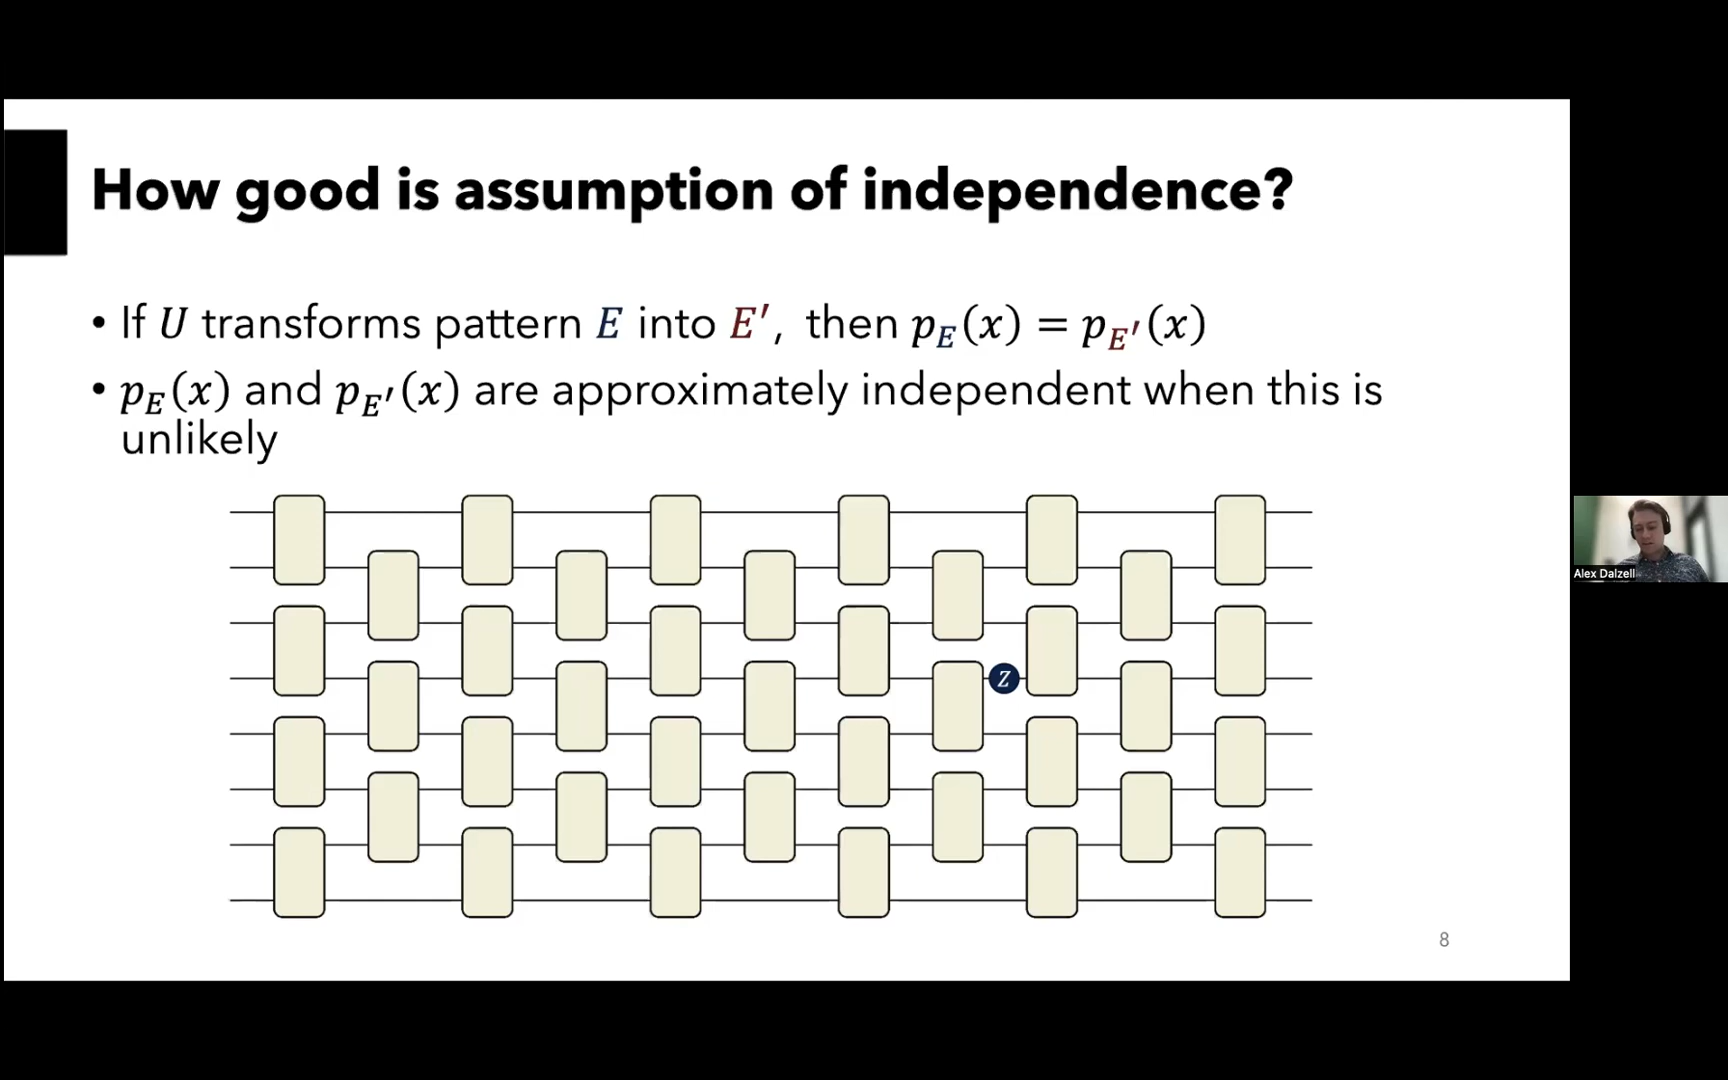 How good is assumption of independence?
• If U transforms pattern E into E′, then p_E(x) = p_E′(x)
• p_E(x) and p_E′(x) are approximately independent when this is
unlikely
Z
Alex Dalzell
8